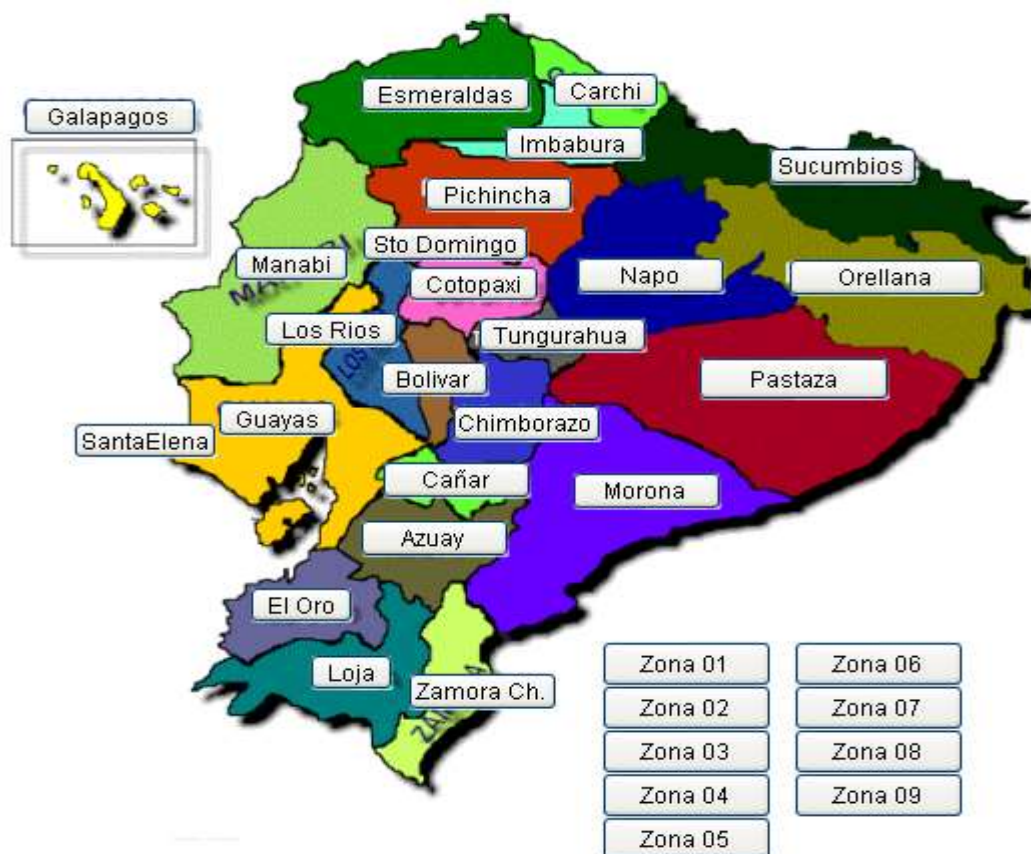 Esmeraldas
Carchi
Galapagos
Imbabura
Sucumbios
Pichincha
Sto Domingo
Manabi
Cotopaxi
Napo
Orellana
Los Rios
Tungurahua
Bolivar
Pastaza
Guayas
Chimborazo
SantaElena
Cañar
Morona
Azuay
El Oro
Loja
Zamora Ch.
Zona 01
Zona 06
Zona 02
Zona 07
Zona 03
Zona 08
Zona 04
Zona 09
Zona 05